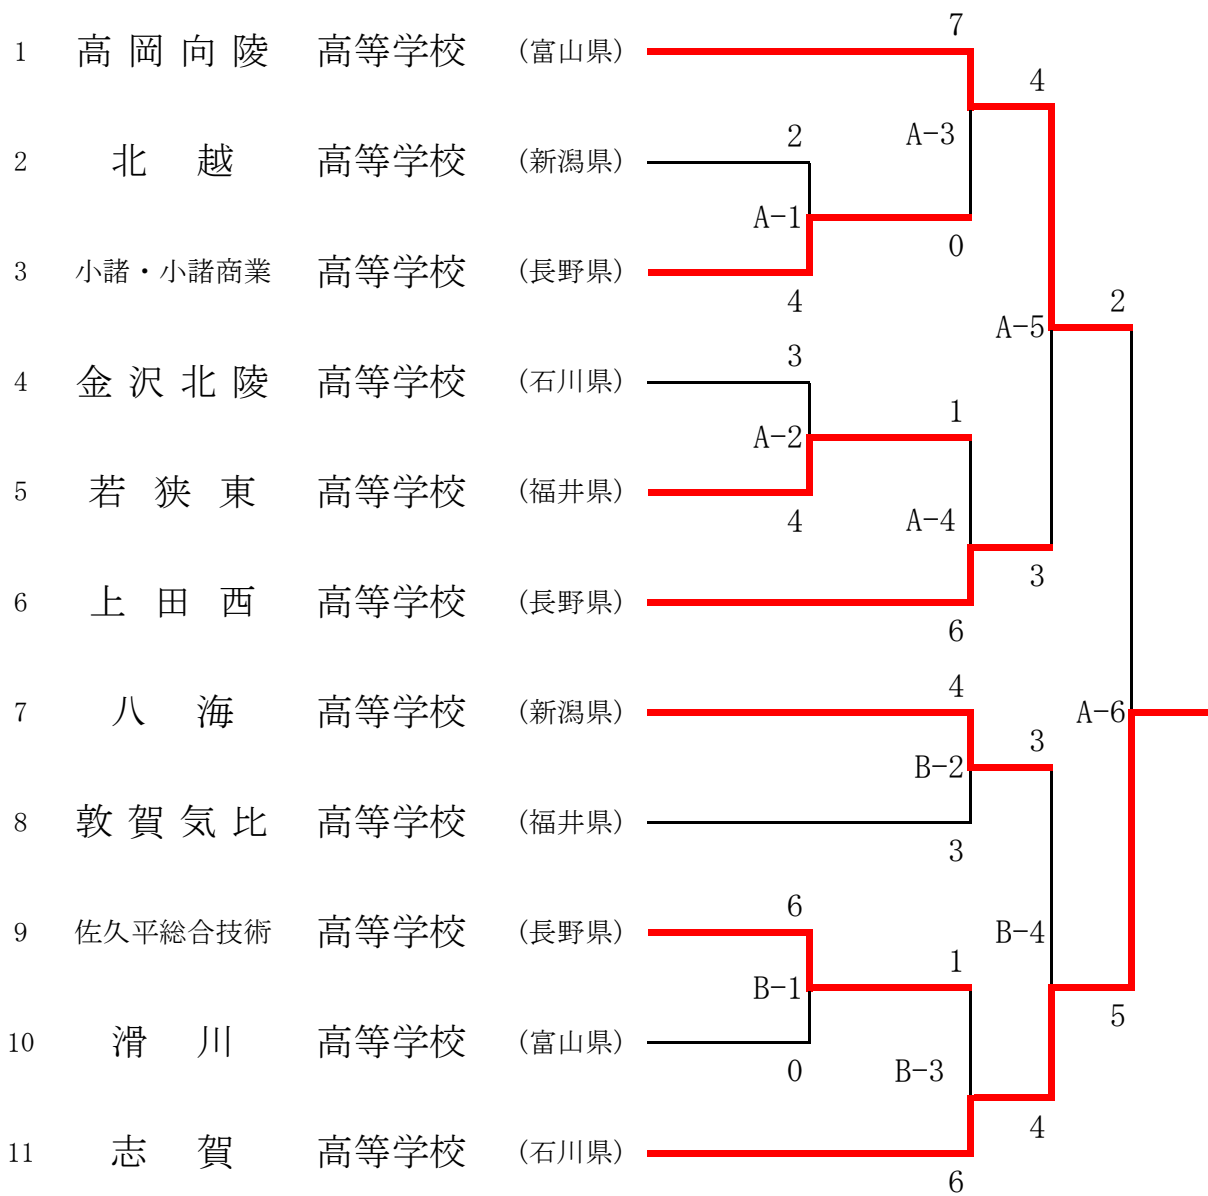 7
1 高岡向陵 高等学校 (富山県)
4
2 A-3
2 北越 高等学校 (新潟県)
A-1
0
3 小諸・小諸商業 高等学校 (長野県)
4 2
A-5
3
4 金沢北陵 高等学校 (石川県)
1
A-2
5 若狭東 高等学校 (福井県)
4 A-4
3
6 上田西 高等学校 (長野県)
6
4
7 八海 高等学校 (新潟県) A-6
3
B-2
8 敦賀気比 高等学校 (福井県)
3
6
9 佐久平総合技術 高等学校 (長野県) B-4
1
B-1
5
10 滑川 高等学校 (富山県)
0 B-3
4
11 志賀 高等学校 (石川県)
6